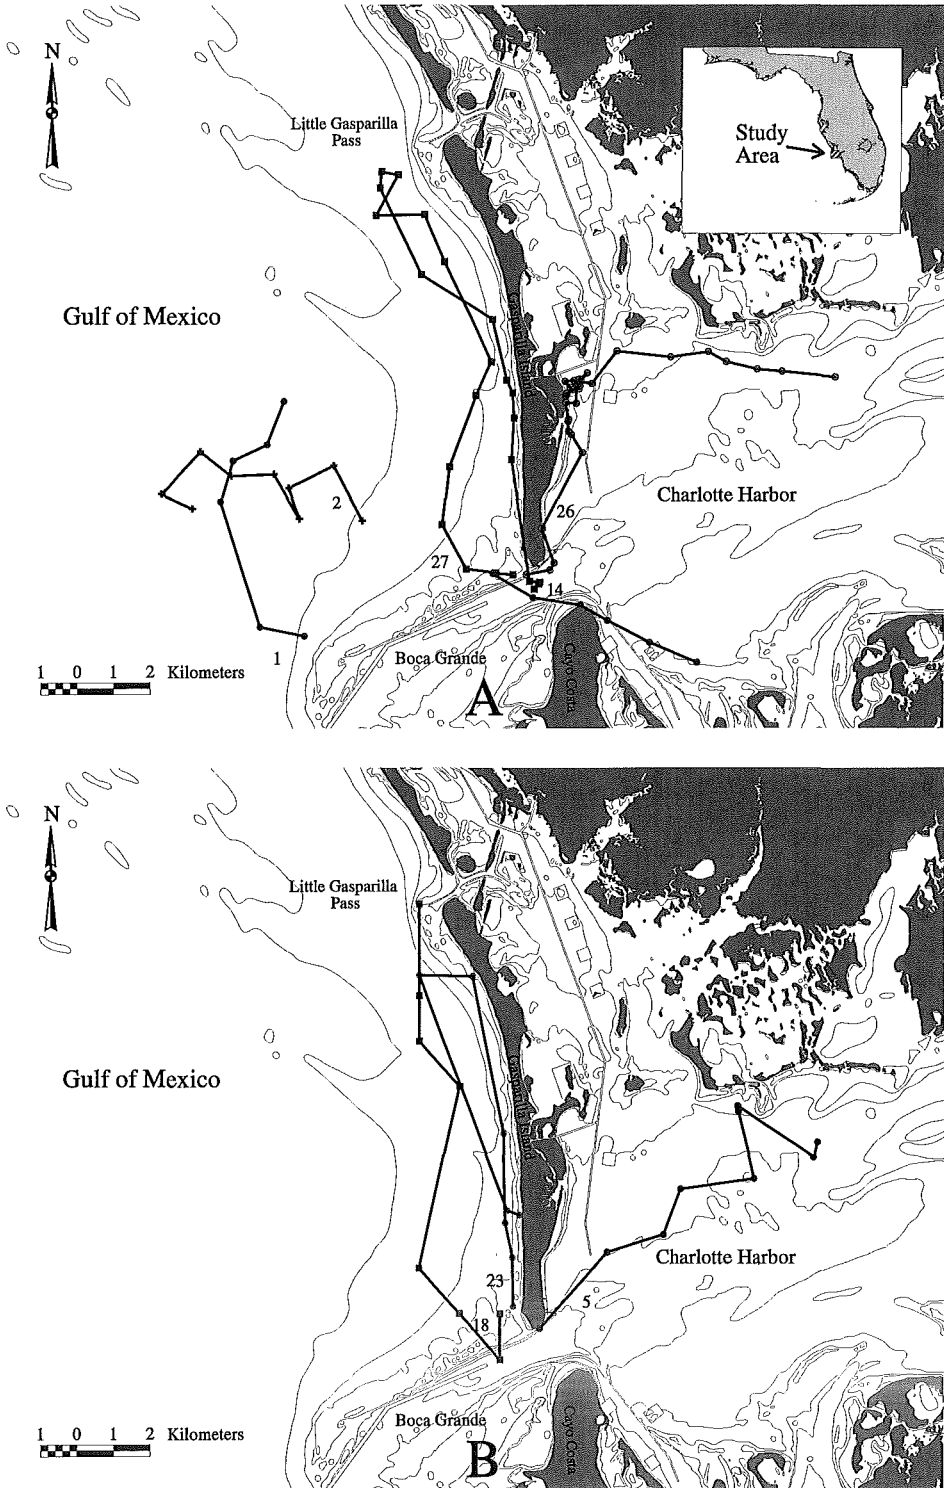 N
Little Gasparilla
Pass
Study
Area
Gulf of Mexico
Gasparilla Island
2
26
Charlotte Harbor
27
14
1
Boca Grande
Cayo Costa
1 0 1 2 Kilometers
A
N
Little Gasparilla
Pass
Gulf of Mexico
Gasparilla Island
Charlotte Harbor
23
5
18
Boca Grande
Cayo Costa
1 0 1 2 Kilometers
B